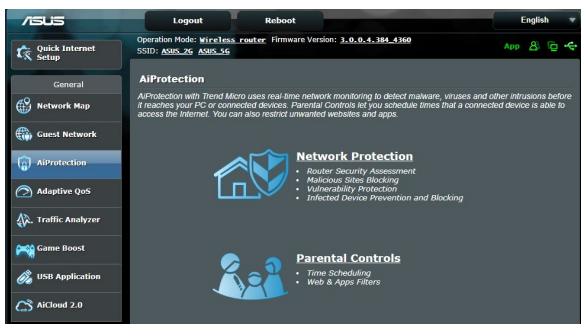 ASUS
Logout
Reboot
English
Quick Internet
Setup
Operation Mode: Wireless router Firmware Version: 3.0.0.4.384_4360
SSID: ASUS_2G ASUS_5G
App
General
Network Map
Guest Network
AiProtection
Adaptive QoS
Traffic Analyzer
Game Boost
USB Application
AiCloud 2.0
AiProtection
AiProtection with Trend Micro uses real-time network monitoring to detect malware, viruses and other intrusions before
it reaches your PC or connected devices. Parental Controls let you schedule times that a connected device is able to
access the Internet. You can also restrict unwanted websites and apps.
Network Protection
• Router Security Assessment
• Malicious Sites Blocking
• Vulnerability Protection
• Infected Device Prevention and Blocking
Parental Controls
• Time Scheduling
• Web & Apps Filters